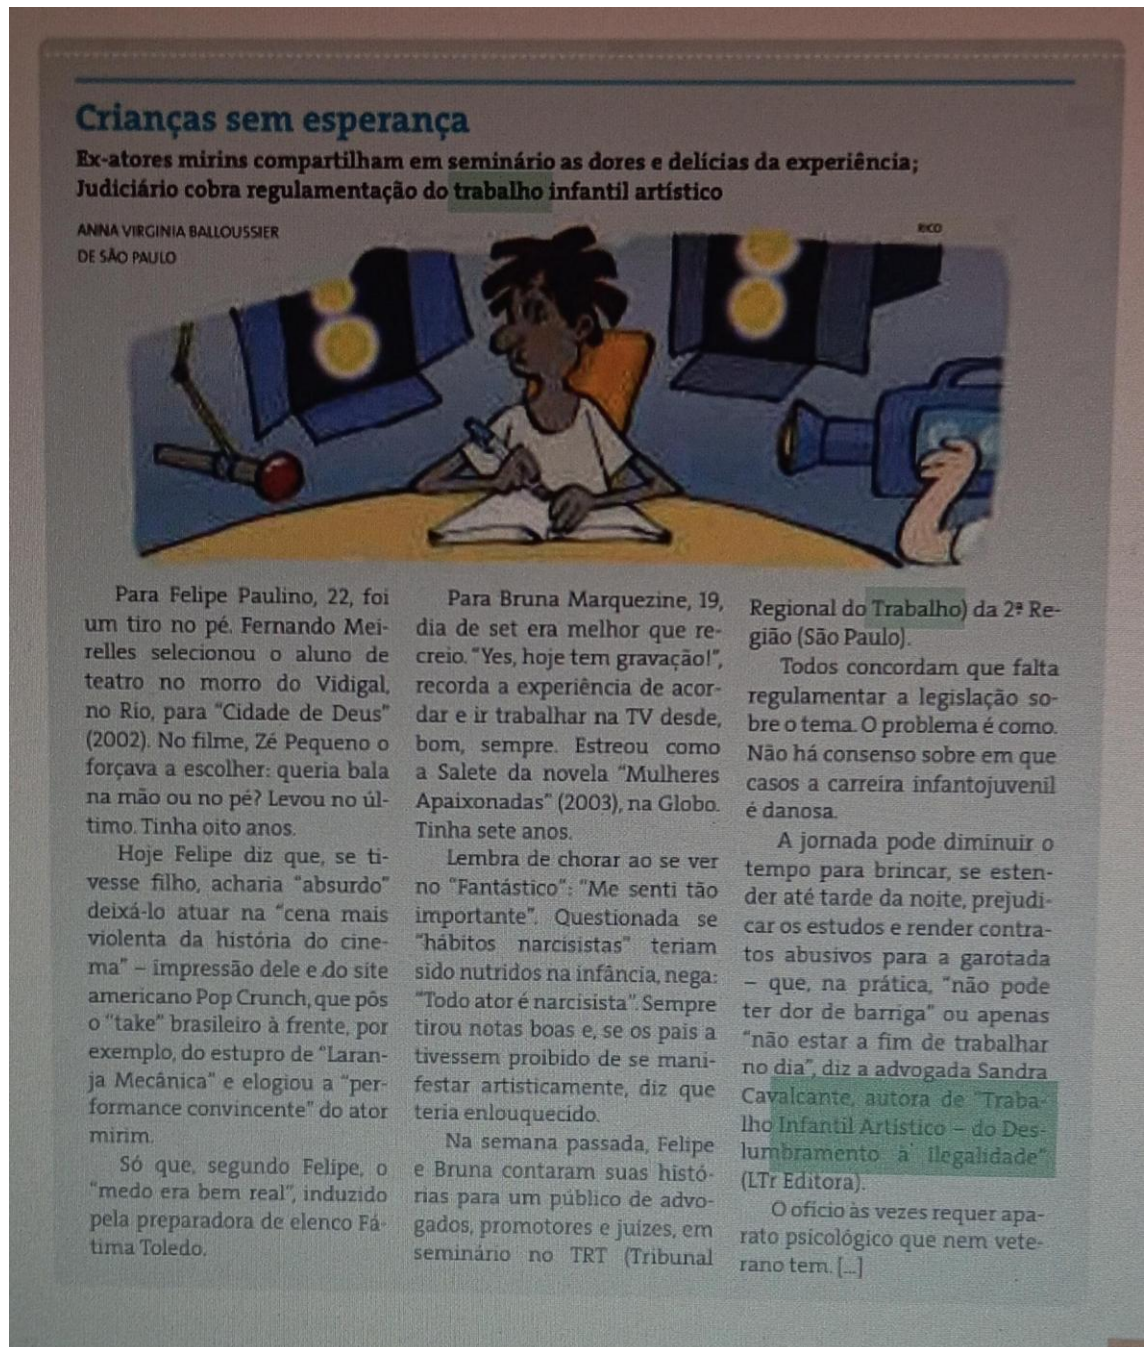 Crianças sem esperança
Ex-atores mirins compartilham em seminário as dores e delícias da experiência;
Judiciário cobra regulamentação do trabalho infantil artístico
ANNA VIRGINIA BALLOUSSIER
DE SÃO PAULO
RICO
Para Felipe Paulino, 22, foi
um tiro no pé. Fernando Mei-
relles selecionou o aluno de
teatro no morro do Vidigal,
no Rio, para “Cidade de Deus”
(2002). No filme, Zé Pequeno o
forçava a escolher: queria bala
na mão ou no pé? Levou no úl-
timo. Tinha oito anos.
Hoje Felipe diz que, se ti-
vesse filho, acharia “absurdo”
deixá-lo atuar na “cena mais
violenta da história do cine-
ma” – impressão dele e do site
americano Pop Crunch, que pôs
o “take” brasileiro à frente, por
exemplo, do estupro de “Laran-
ja Mecânica” e elogiou a “per-
formance convincente” do ator
mirim.
Só que, segundo Felipe, o
“medo era bem real”, induzido
pela preparadora de elenco Fá-
tima Toledo.
Para Bruna Marquezine, 19,
dia de set era melhor que re-
creio. “Yes, hoje tem gravação!”,
recorda a experiência de acor-
dar e ir trabalhar na TV desde,
bom, sempre. Estreou como
a Salete da novela “Mulheres
Apaixonadas” (2003), na Globo.
Tinha sete anos.
Lembra de chorar ao se ver
no “Fantástico”: “Me senti tão
importante”. Questionada se
“hábitos narcisistas” teriam
sido nutridos na infância, nega:
“Todo ator é narcisista”. Sempre
tirou notas boas e, se os pais a
tivessem proibido de se mani-
festar artisticamente, diz que
teria enlouquecido.
Na semana passada, Felipe
e Bruna contaram suas histó-
rias para um público de advo-
gados, promotores e juízes, em
seminário no TRT (Tribunal
Regional do Trabalho) da 2ª Re-
gião (São Paulo).
Todos concordam que falta
regulamentar a legislação so-
bre o tema. O problema é como.
Não há consenso sobre em que
casos a carreira infantojuvenil
é danosa.
A jornada pode diminuir o
tempo para brincar, se esten-
der até tarde da noite, prejudi-
car os estudos e render contra-
tos abusivos para a garotada
– que, na prática, “não pode
ter dor de barriga” ou apenas
“não estar a fim de trabalhar
no dia”, diz a advogada Sandra
Cavalcante, autora de “Traba-
lho Infantil Artístico – do Des-
lumbramento à Ilegalidade”
(LTr Editora).
O ofício às vezes requer apa-
rato psicológico que nem vete-
rano tem. [...]